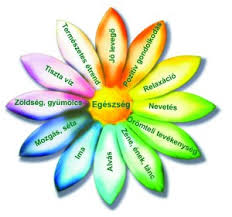 Jó levegő
Pozitív gondolkodás
Relaxáció
Nevetés
Örömteli tevékenység
Zene, ének, tánc
Alvás
Ima
Mozgás, séta
Zöldség, gyümölcs
Tiszta víz
Természetes étrend
Egészség